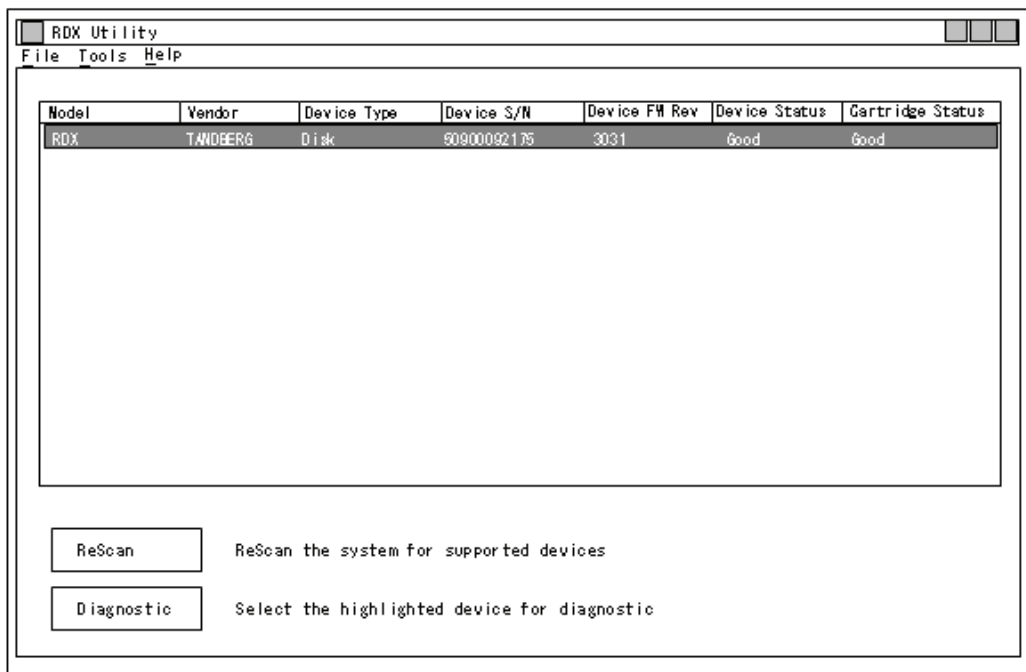 RDX Utility
File Tools Help
Model Vendor Device Type Device S/N Device FW Rev Device Status Cartridge Status
RDX TANDBERG Disk 60900092175 3031 Good Good
ReScan ReScan the system for supported devices
Diagnostic Select the highlighted device for diagnostic